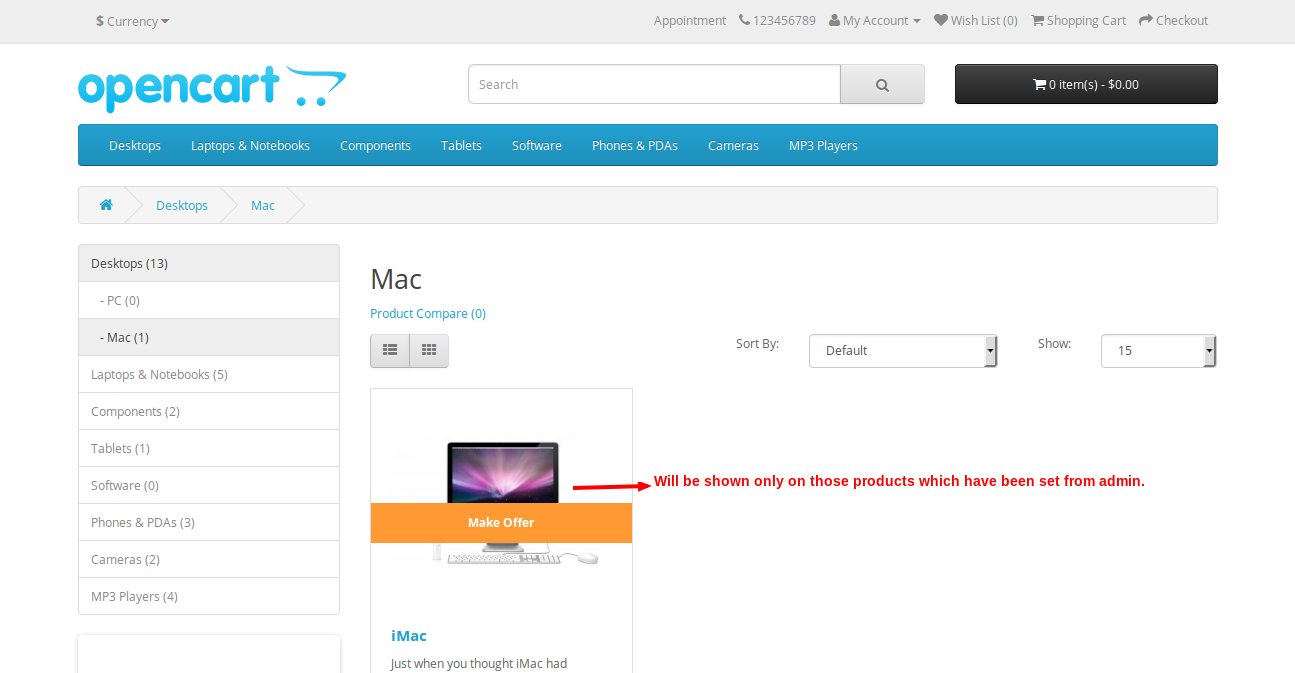 $ Currency
Appointment 123456789 My Account Wish List (0) Shopping Cart Checkout
opencart
Search
0 item(s) - $0.00
Desktops Laptops & Notebooks Components Tablets Software Phones & PDAs Cameras MP3 Players
Desktops Mac
Desktops (13)
- PC (0)
- Mac (1)
Laptops & Notebooks (5)
Components (2)
Tablets (1)
Software (0)
Phones & PDAs (3)
Cameras (2)
MP3 Players (4)
Mac
Product Compare (0)
Sort By: Default Show: 15
Will be shown only on those products which have been set from admin.
Make Offer
iMac
Just when you thought iMac had